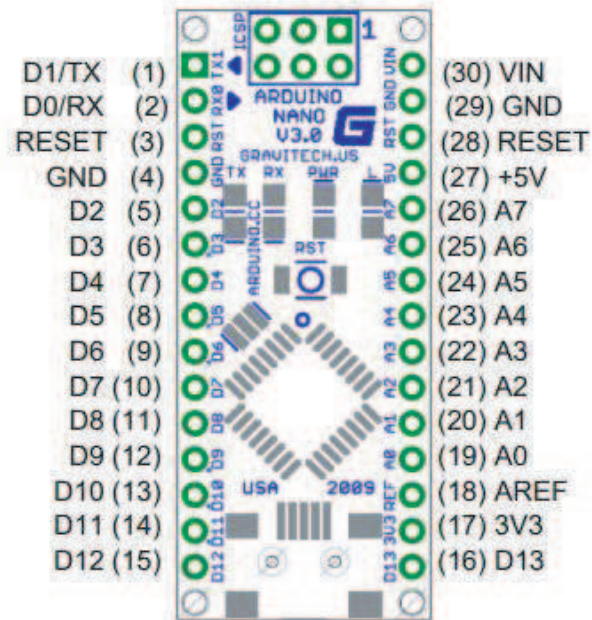 D1/TX (1)
D0/RX (2)
RESET (3)
GND (4)
D2 (5)
D3 (6)
D4 (7)
D5 (8)
D6 (9)
D7 (10)
D8 (11)
D9 (12)
D10 (13)
D11 (14)
D12 (15)
TX1
RX0
RST
GND
D2
D3
D4
D5
D6
D7
D8
D9
D10
D11
D12
ICSP
1
ARDUINO
NANO
V3.0
G
GRAVITECH.US
TX RX PWR L
ARDUINO.CC
RST
USA 2009
VIN
GND
RST
5V
A7
A6
A5
A4
A3
A2
A1
A0
REF
3V3
D13
(30) VIN
(29) GND
(28) RESET
(27) +5V
(26) A7
(25) A6
(24) A5
(23) A4
(22) A3
(21) A2
(20) A1
(19) A0
(18) AREF
(17) 3V3
(16) D13